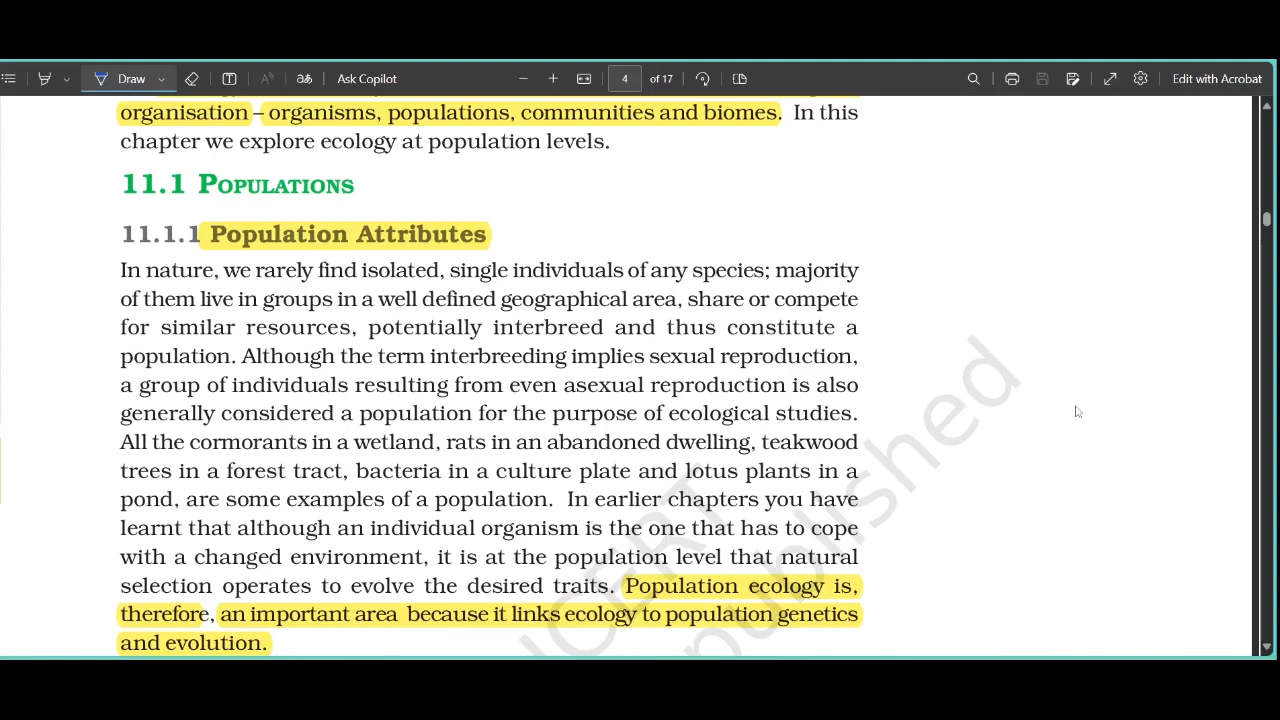 Draw
aあ
Ask Copilot
4 of 17
Edit with Acrobat
organisation – organisms, populations, communities and biomes. In this
chapter we explore ecology at population levels.
11.1 POPULATIONS
11.1.1 Population Attributes
In nature, we rarely find isolated, single individuals of any species; majority
of them live in groups in a well defined geographical area, share or compete
for similar resources, potentially interbreed and thus constitute a
population. Although the term interbreeding implies sexual reproduction,
a group of individuals resulting from even asexual reproduction is also
generally considered a population for the purpose of ecological studies.
All the cormorants in a wetland, rats in an abandoned dwelling, teakwood
trees in a forest tract, bacteria in a culture plate and lotus plants in a
pond, are some examples of a population. In earlier chapters you have
learnt that although an individual organism is the one that has to cope
with a changed environment, it is at the population level that natural
selection operates to evolve the desired traits. Population ecology is,
therefore, an important area because it links ecology to population genetics
and evolution.
NCERT
published